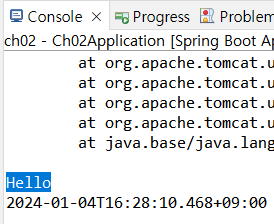 Console × Progress Problem
ch02 - Ch02Application [Spring Boot Ap
at org.apache.tomcat.u
at org.apache.tomcat.u
at org.apache.tomcat.u
at org.apache.tomcat.u
at java.base/java.lang
Hello
2024-01-04T16:28:10.468+09:00